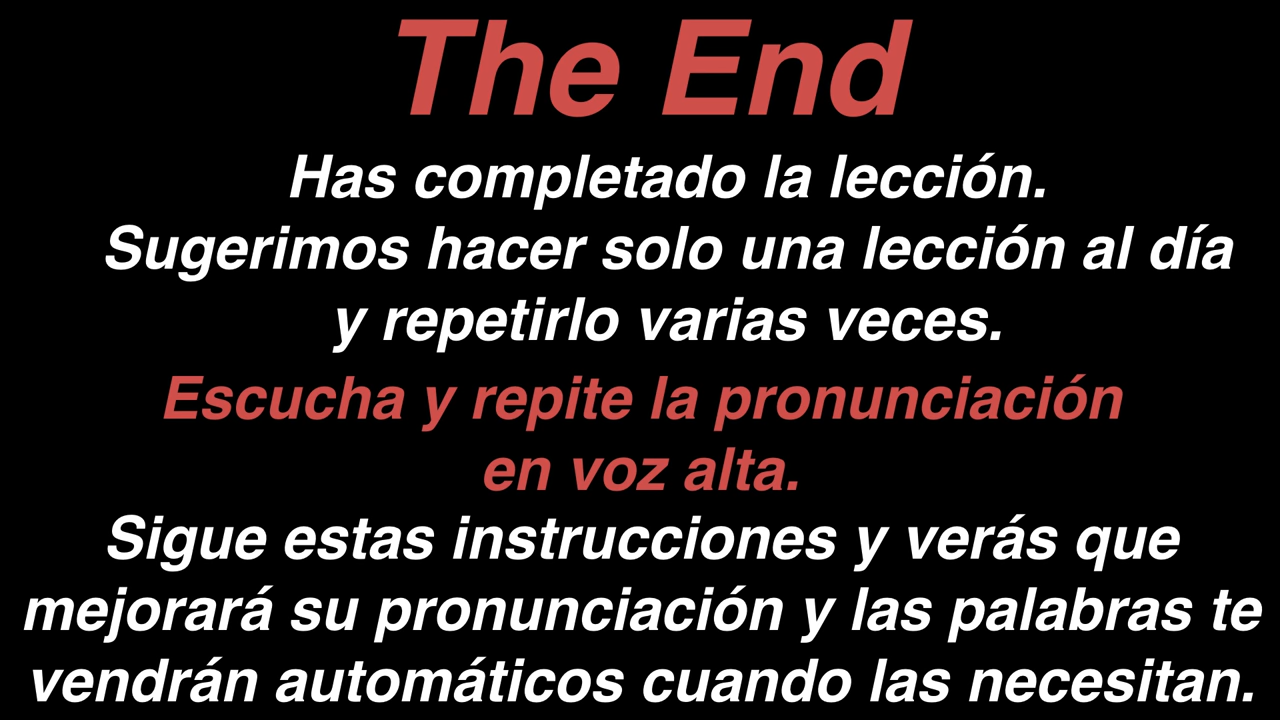 The End
Has completado la lección.
Sugerimos hacer solo una lección al día
y repetirlo varias veces.
Escucha y repite la pronunciación
en voz alta.
Sigue estas instrucciones y verás que
mejorará su pronunciación y las palabras te
vendrán automáticos cuando las necesitan.